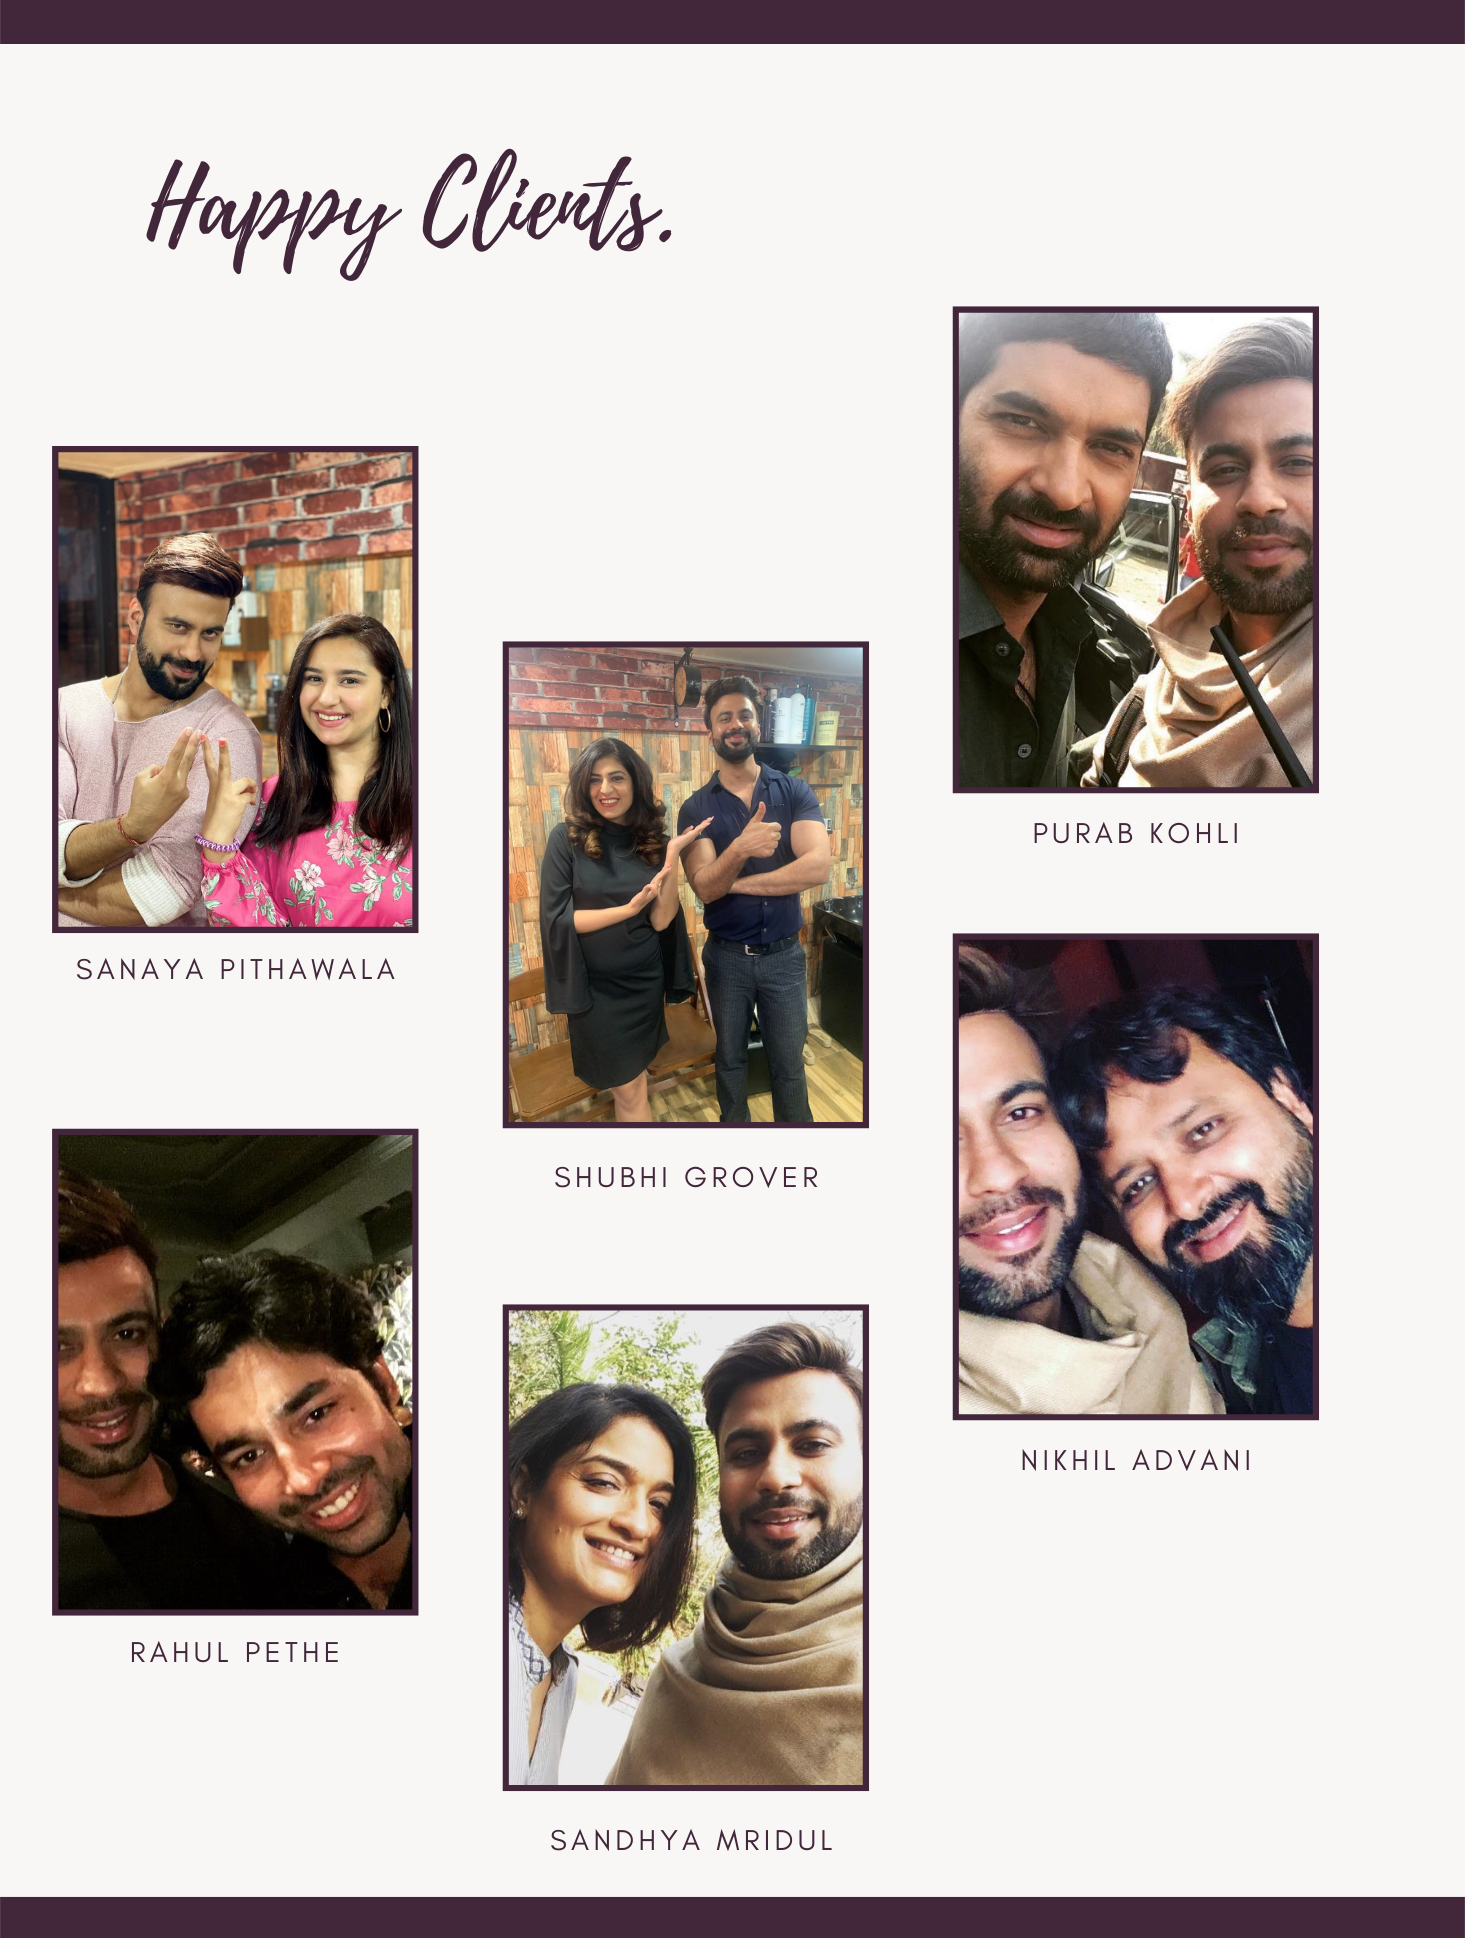 Happy Clients.
PURAB KOHLI
SANAYA PITHAWALA
SHUBHI GROVER
NIKHIL ADVANI
RAHUL PETHE
SANDHYA MRIDUL